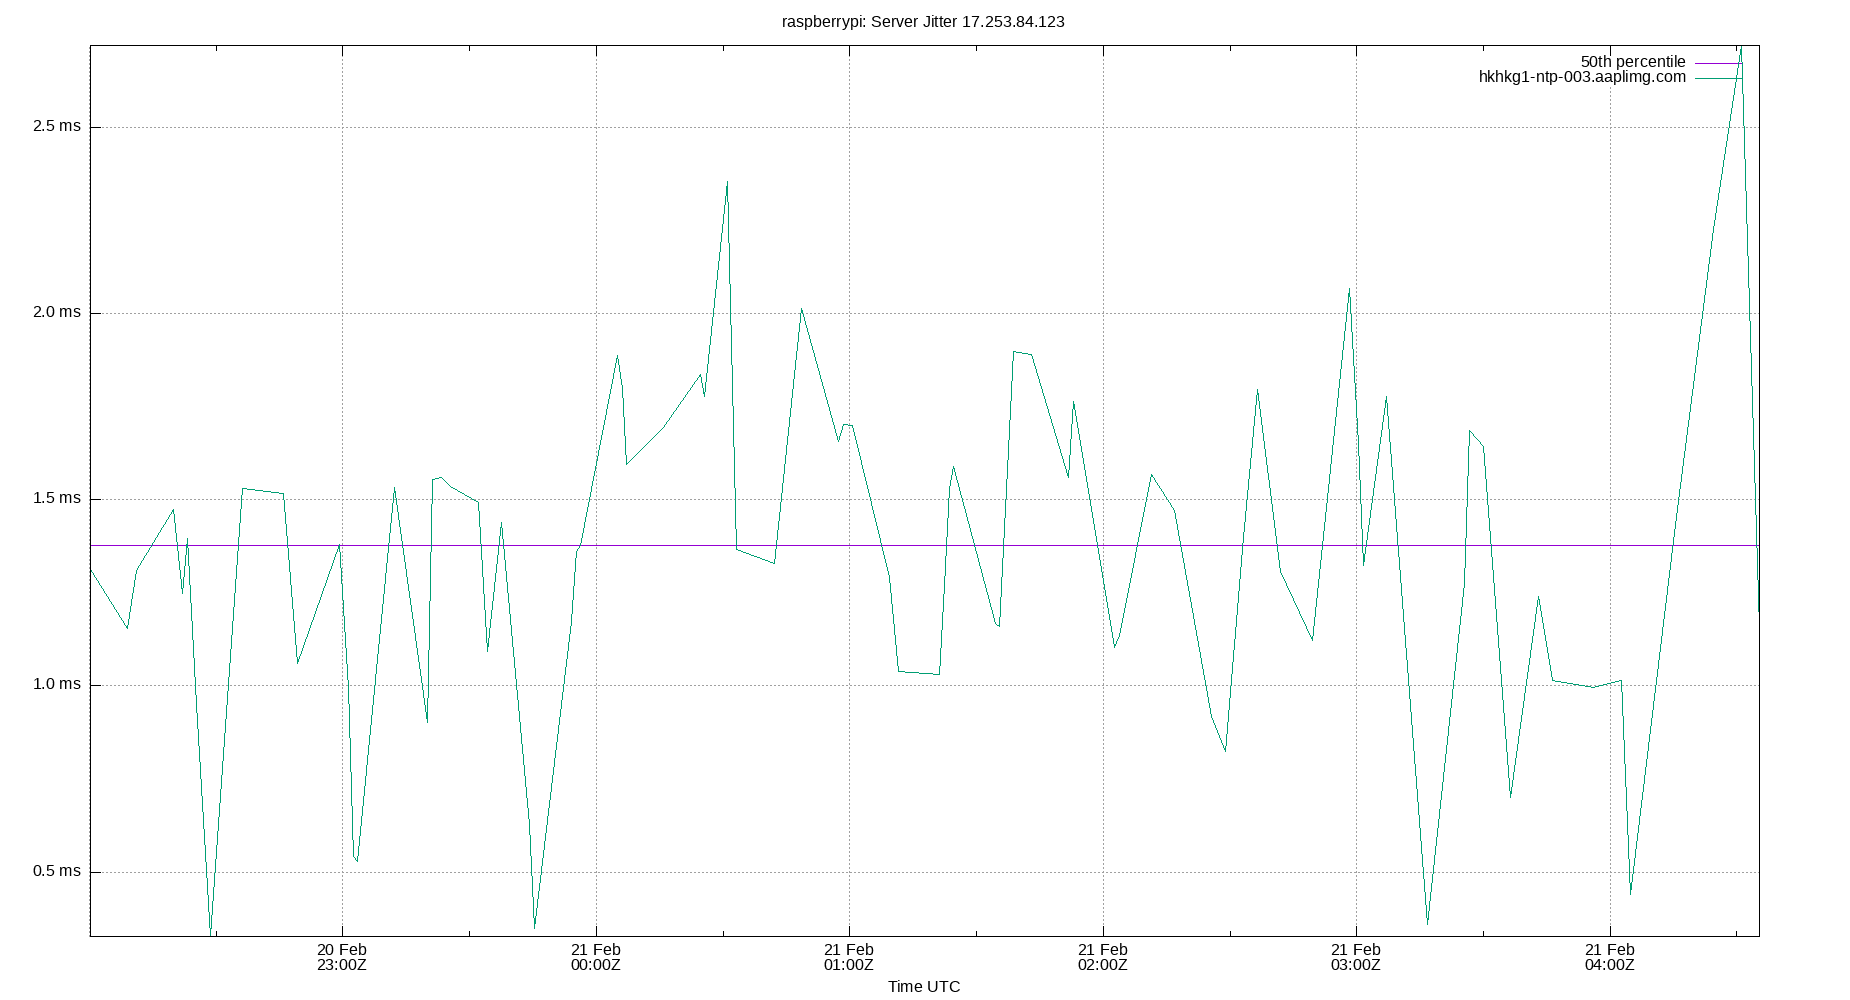 raspberrypi: Server Jitter 17.253.84.123
50th percentile
hkhkg1-ntp-003.aaplimg.com
2.5 ms
2.0 ms
1.5 ms
1.0 ms
0.5 ms
20 Feb 21 Feb 21 Feb 21 Feb 21 Feb 21 Feb
23:00Z 00:00Z 01:00Z 02:00Z 03:00Z 04:00Z
Time UTC